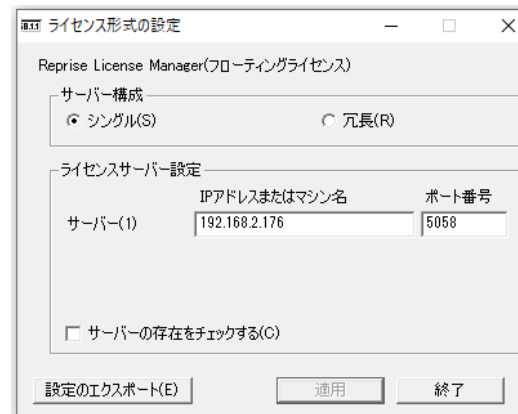 iD.1.1 ライセンス形式の設定
Reprise License Manager(フローティングライセンス)
サーバー構成
シングル(S) 冗長(R)
ライセンスサーバー設定
IPアドレスまたはマシン名 ポート番号
サーバー(1) 192.168.2.176 5058
サーバーの存在をチェックする(C)
設定のエクスポート(E) 適用 終了